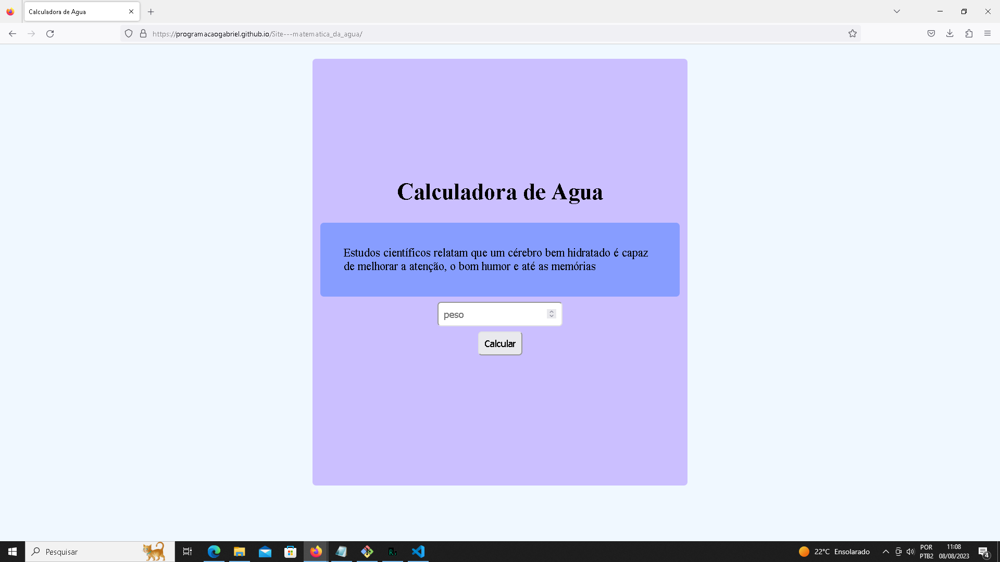 Calculadora de Agua
https://programacaogabriel.github.io/Site---matematica_da_agua/
Calculadora de Agua
Estudos científicos relatam que um cérebro bem hidratado é capaz
de melhorar a atenção, o bom humor e até as memórias
peso
Calcular
Pesquisar
22°C Ensolarado
POR
PTB2
11:08
08/08/2023
4